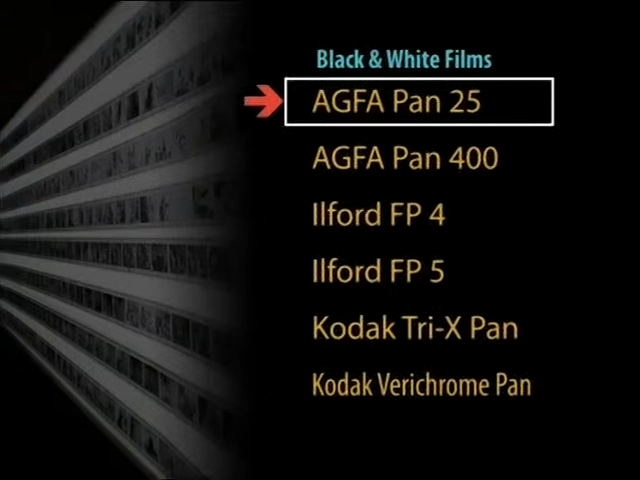 Black & White Films
AGFA Pan 25
AGFA Pan 400
Ilford FP 4
Ilford FP 5
Kodak Tri-X Pan
Kodak Verichrome Pan